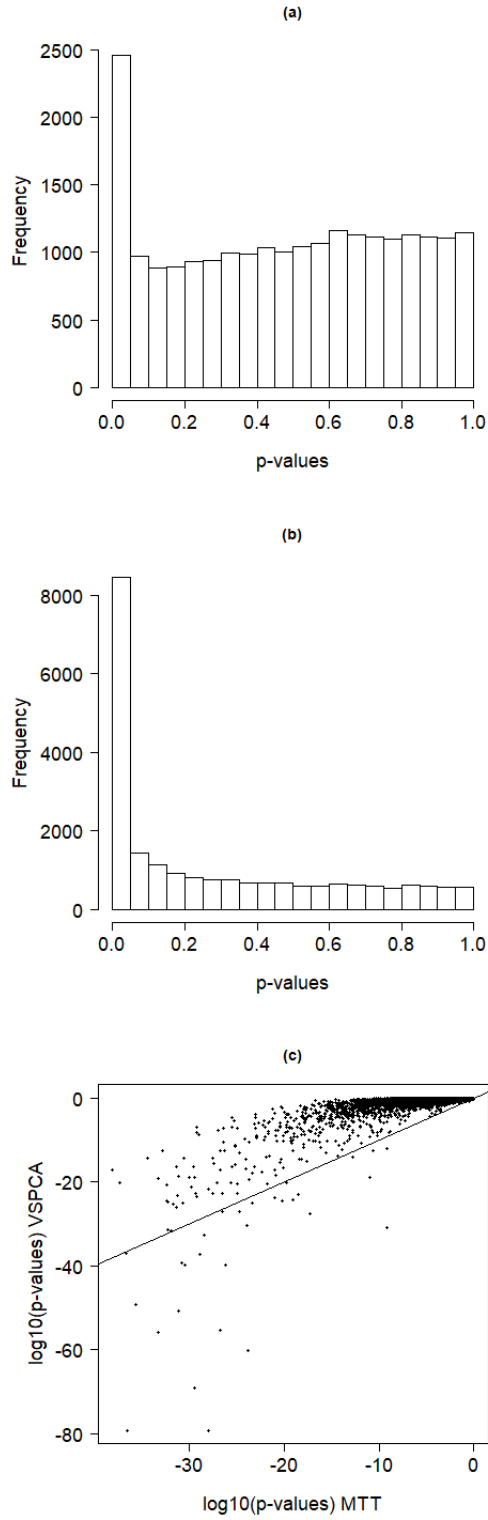 (a)
2500
2000
1500
1000
500
0
Frequency
0.0 0.2 0.4 0.6 0.8 1.0
p-values
(b)
8000
6000
4000
2000
0
Frequency
0.0 0.2 0.4 0.6 0.8 1.0
p-values
(c)
0
-20
-40
-60
-80
log10(p-values) VSPCA
-30 -20 -10 0
log10(p-values) MTT